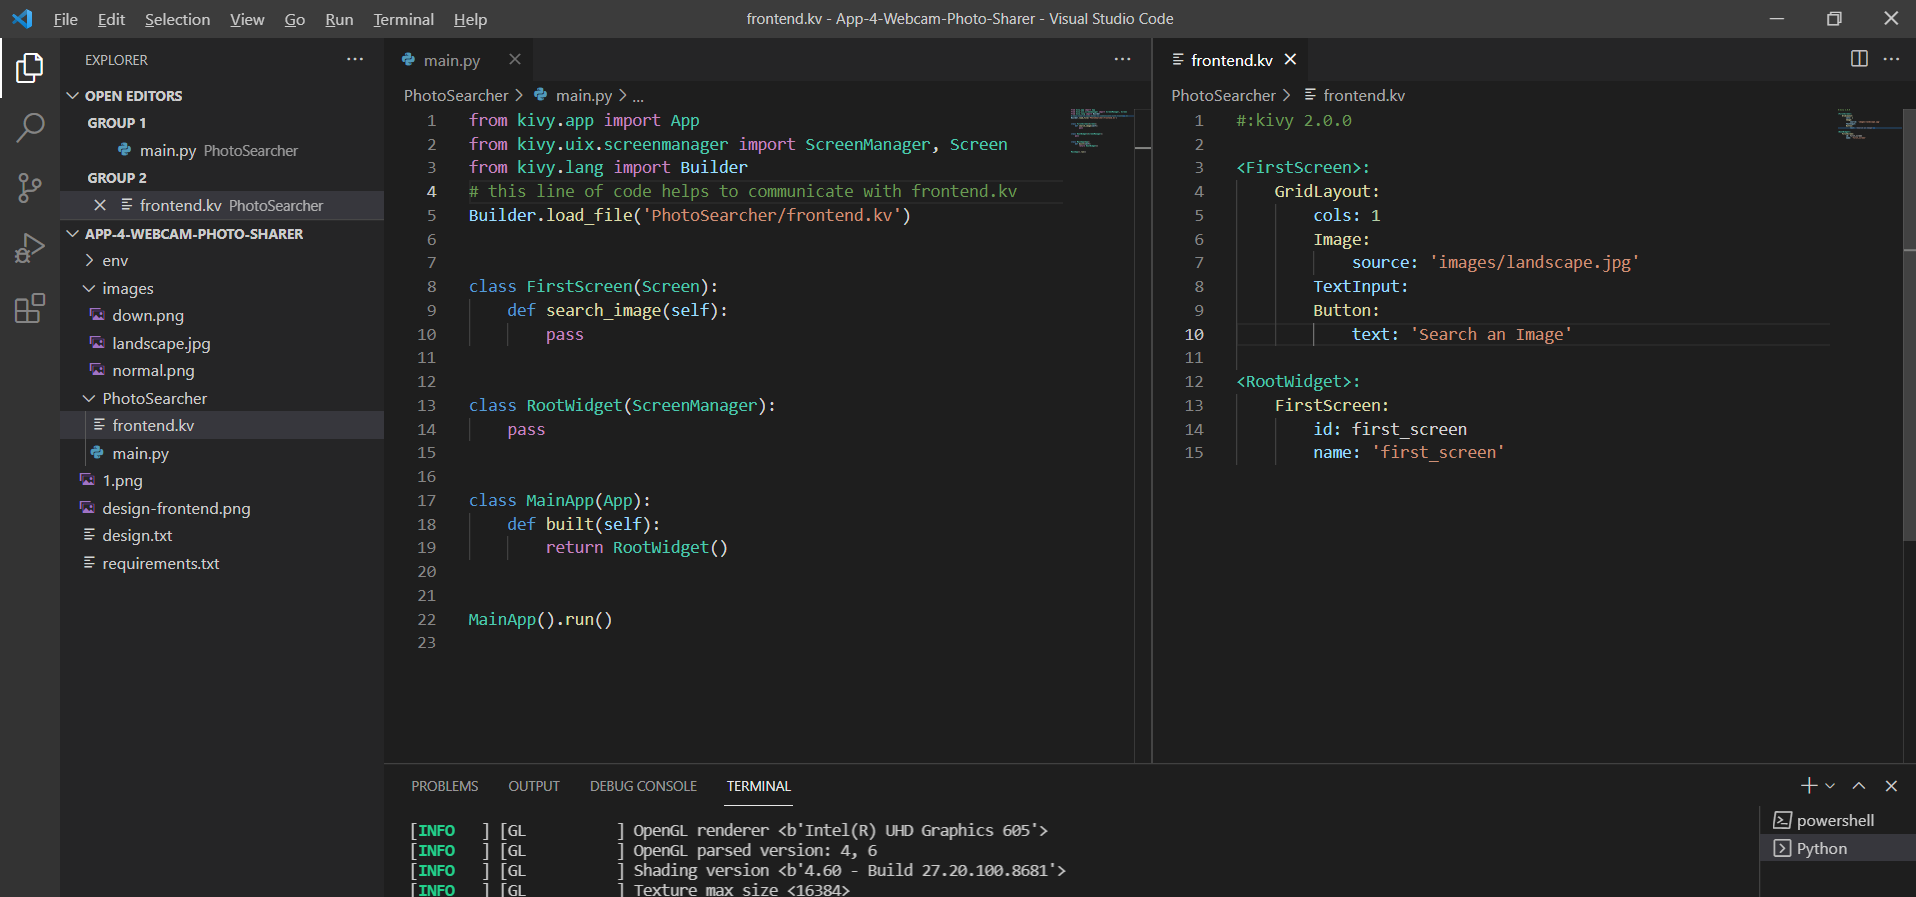 File Edit Selection View Go Run Terminal Help
frontend.kv - App-4-Webcam-Photo-Sharer - Visual Studio Code
EXPLORER
OPEN EDITORS
GROUP 1
main.py PhotoSearcher
GROUP 2
frontend.kv PhotoSearcher
APP-4-WEBCAM-PHOTO-SHARER
env
images
down.png
landscape.jpg
normal.png
PhotoSearcher
frontend.kv
main.py
1.png
design-frontend.png
design.txt
requirements.txt
main.py
PhotoSearcher > main.py > ...
1 from kivy.app import App
2 from kivy.uix.screenmanager import ScreenManager, Screen
3 from kivy.lang import Builder
4 # this line of code helps to communicate with frontend.kv
5 Builder.load_file('PhotoSearcher/frontend.kv')
6
7
8 class FirstScreen(Screen):
9     def search_image(self):
10         pass
11
12
13 class RootWidget(ScreenManager):
14     pass
15
16
17 class MainApp(App):
18     def built(self):
19         return RootWidget()
20
21
22 MainApp().run()
23
frontend.kv
PhotoSearcher > frontend.kv
1 #:kivy 2.0.0
2
3 <FirstScreen>:
4     GridLayout:
5         cols: 1
6         Image:
7             source: 'images/landscape.jpg'
8         TextInput:
9         Button:
10             text: 'Search an Image'
11
12 <RootWidget>:
13     FirstScreen:
14         id: first_screen
15         name: 'first_screen'
PROBLEMS OUTPUT DEBUG CONSOLE TERMINAL
[INFO   ] [GL          ] OpenGL renderer <b'Intel(R) UHD Graphics 605'>
[INFO   ] [GL          ] OpenGL parsed version: 4, 6
[INFO   ] [GL          ] Shading version <b'4.60 - Build 27.20.100.8681'>
[INFO   ] [GL          ] Texture max size <16384>
powershell
Python